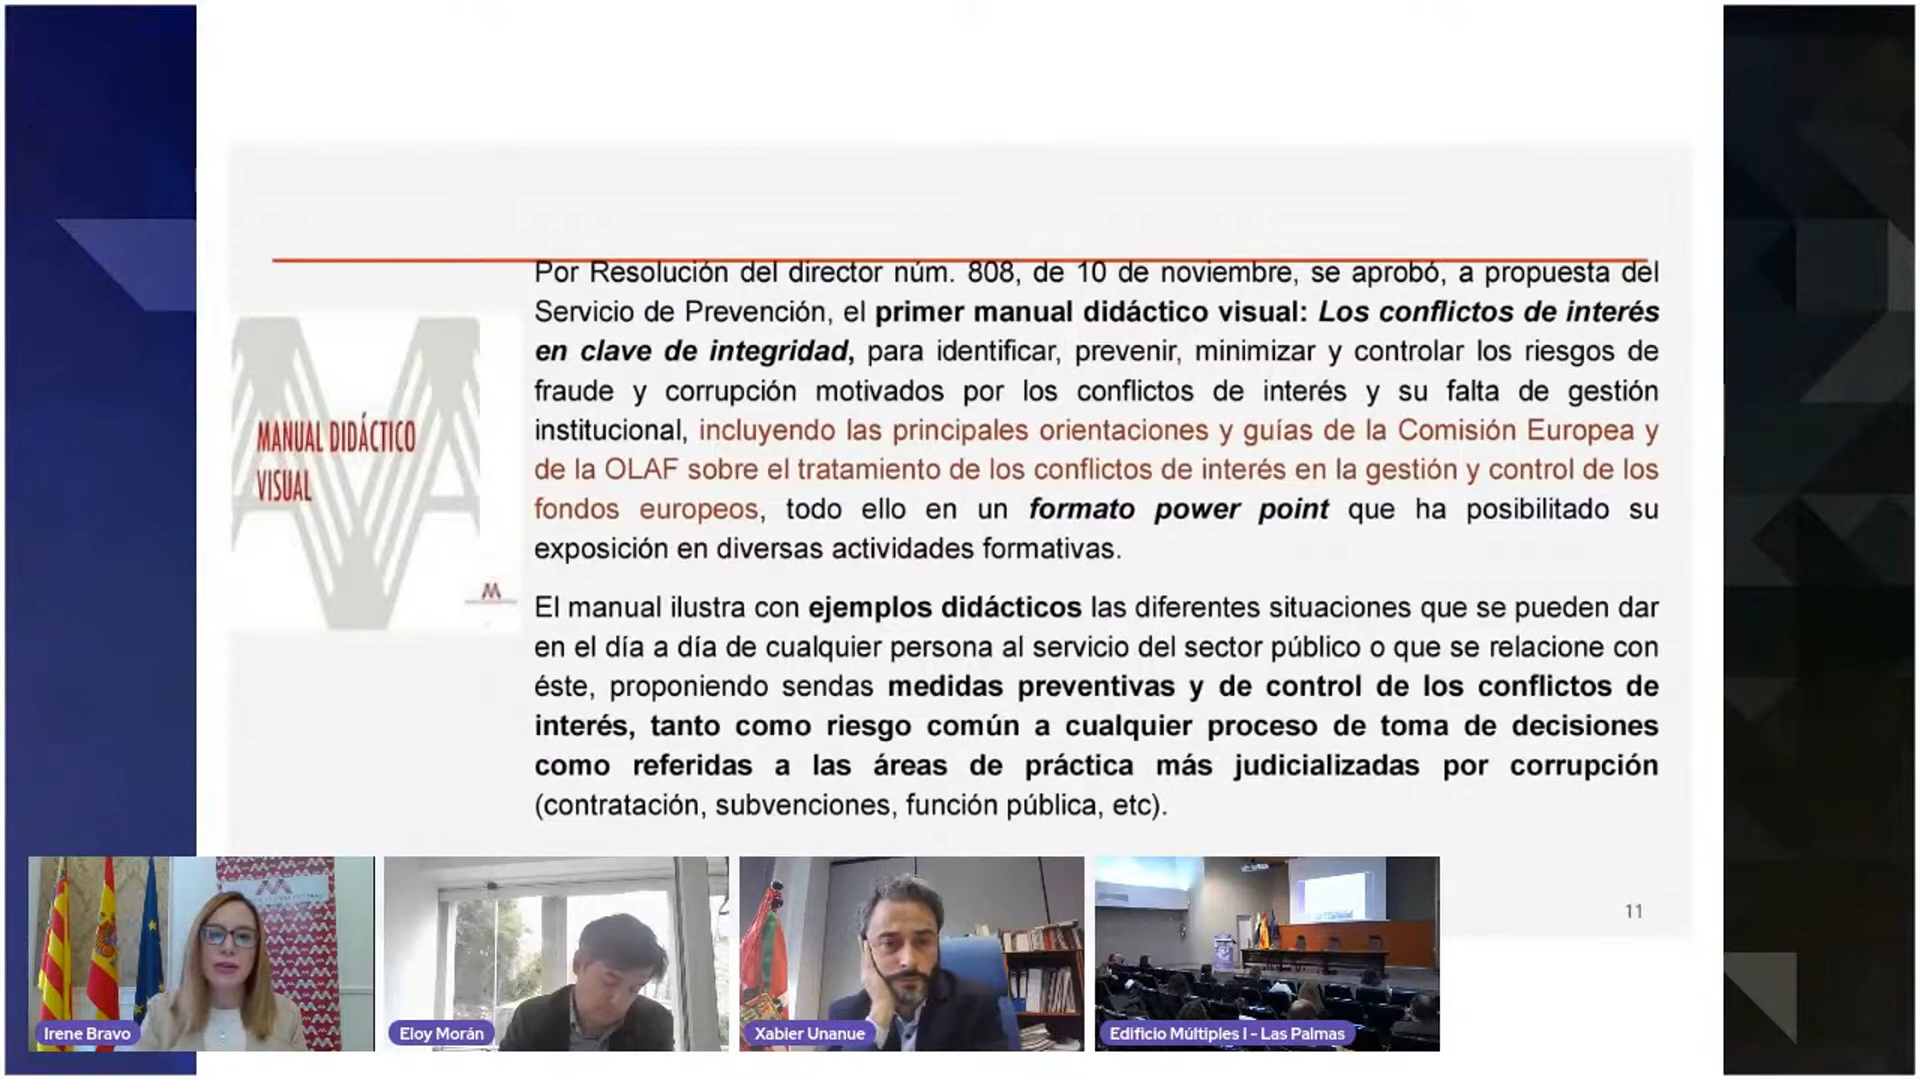 Por Resolución del director núm. 808, de 10 de noviembre, se aprobó, a propuesta del
Servicio de Prevención, el primer manual didáctico visual: Los conflictos de interés
en clave de integridad, para identificar, prevenir, minimizar y controlar los riesgos de
fraude y corrupción motivados por los conflictos de interés y su falta de gestión
institucional, incluyendo las principales orientaciones y guías de la Comisión Europea y
de la OLAF sobre el tratamiento de los conflictos de interés en la gestión y control de los
fondos europeos, todo ello en un formato power point que ha posibilitado su
exposición en diversas actividades formativas.
MANUAL DIDÁCTICO
VISUAL
El manual ilustra con ejemplos didácticos las diferentes situaciones que se pueden dar
en el día a día de cualquier persona al servicio del sector público o que se relacione con
éste, proponiendo sendas medidas preventivas y de control de los conflictos de
interés, tanto como riesgo común a cualquier proceso de toma de decisiones
como referidas a las áreas de práctica más judicializadas por corrupción
(contratación, subvenciones, función pública, etc).
11
Irene Bravo
Eloy Morán
Xabier Unanue
Edificio Múltiples I - Las Palmas